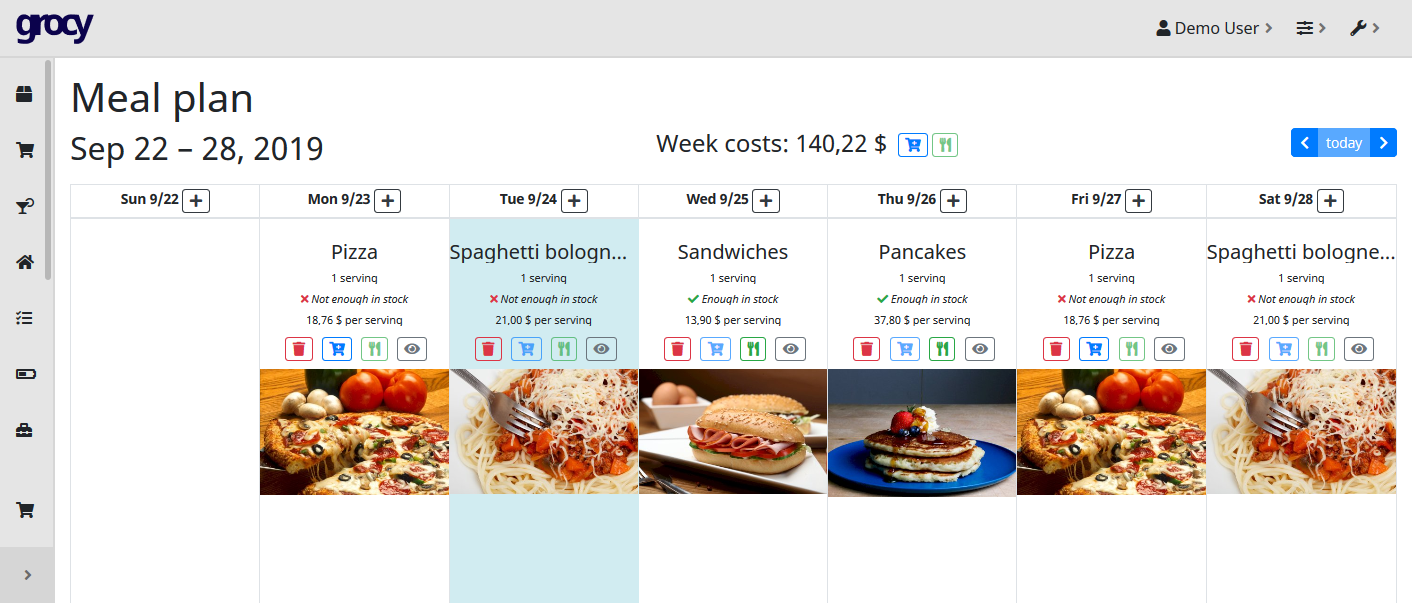 grocy
Demo User
Meal plan
Sep 22 – 28, 2019
Week costs: 140,22 $
today
Sun 9/22
Mon 9/23
Tue 9/24
Wed 9/25
Thu 9/26
Fri 9/27
Sat 9/28
Pizza
1 serving
Not enough in stock
18,76 $ per serving
Spaghetti bologn...
1 serving
Not enough in stock
21,00 $ per serving
Sandwiches
1 serving
Enough in stock
13,90 $ per serving
Pancakes
1 serving
Enough in stock
37,80 $ per serving
Pizza
1 serving
Not enough in stock
18,76 $ per serving
Spaghetti bologne...
1 serving
Not enough in stock
21,00 $ per serving